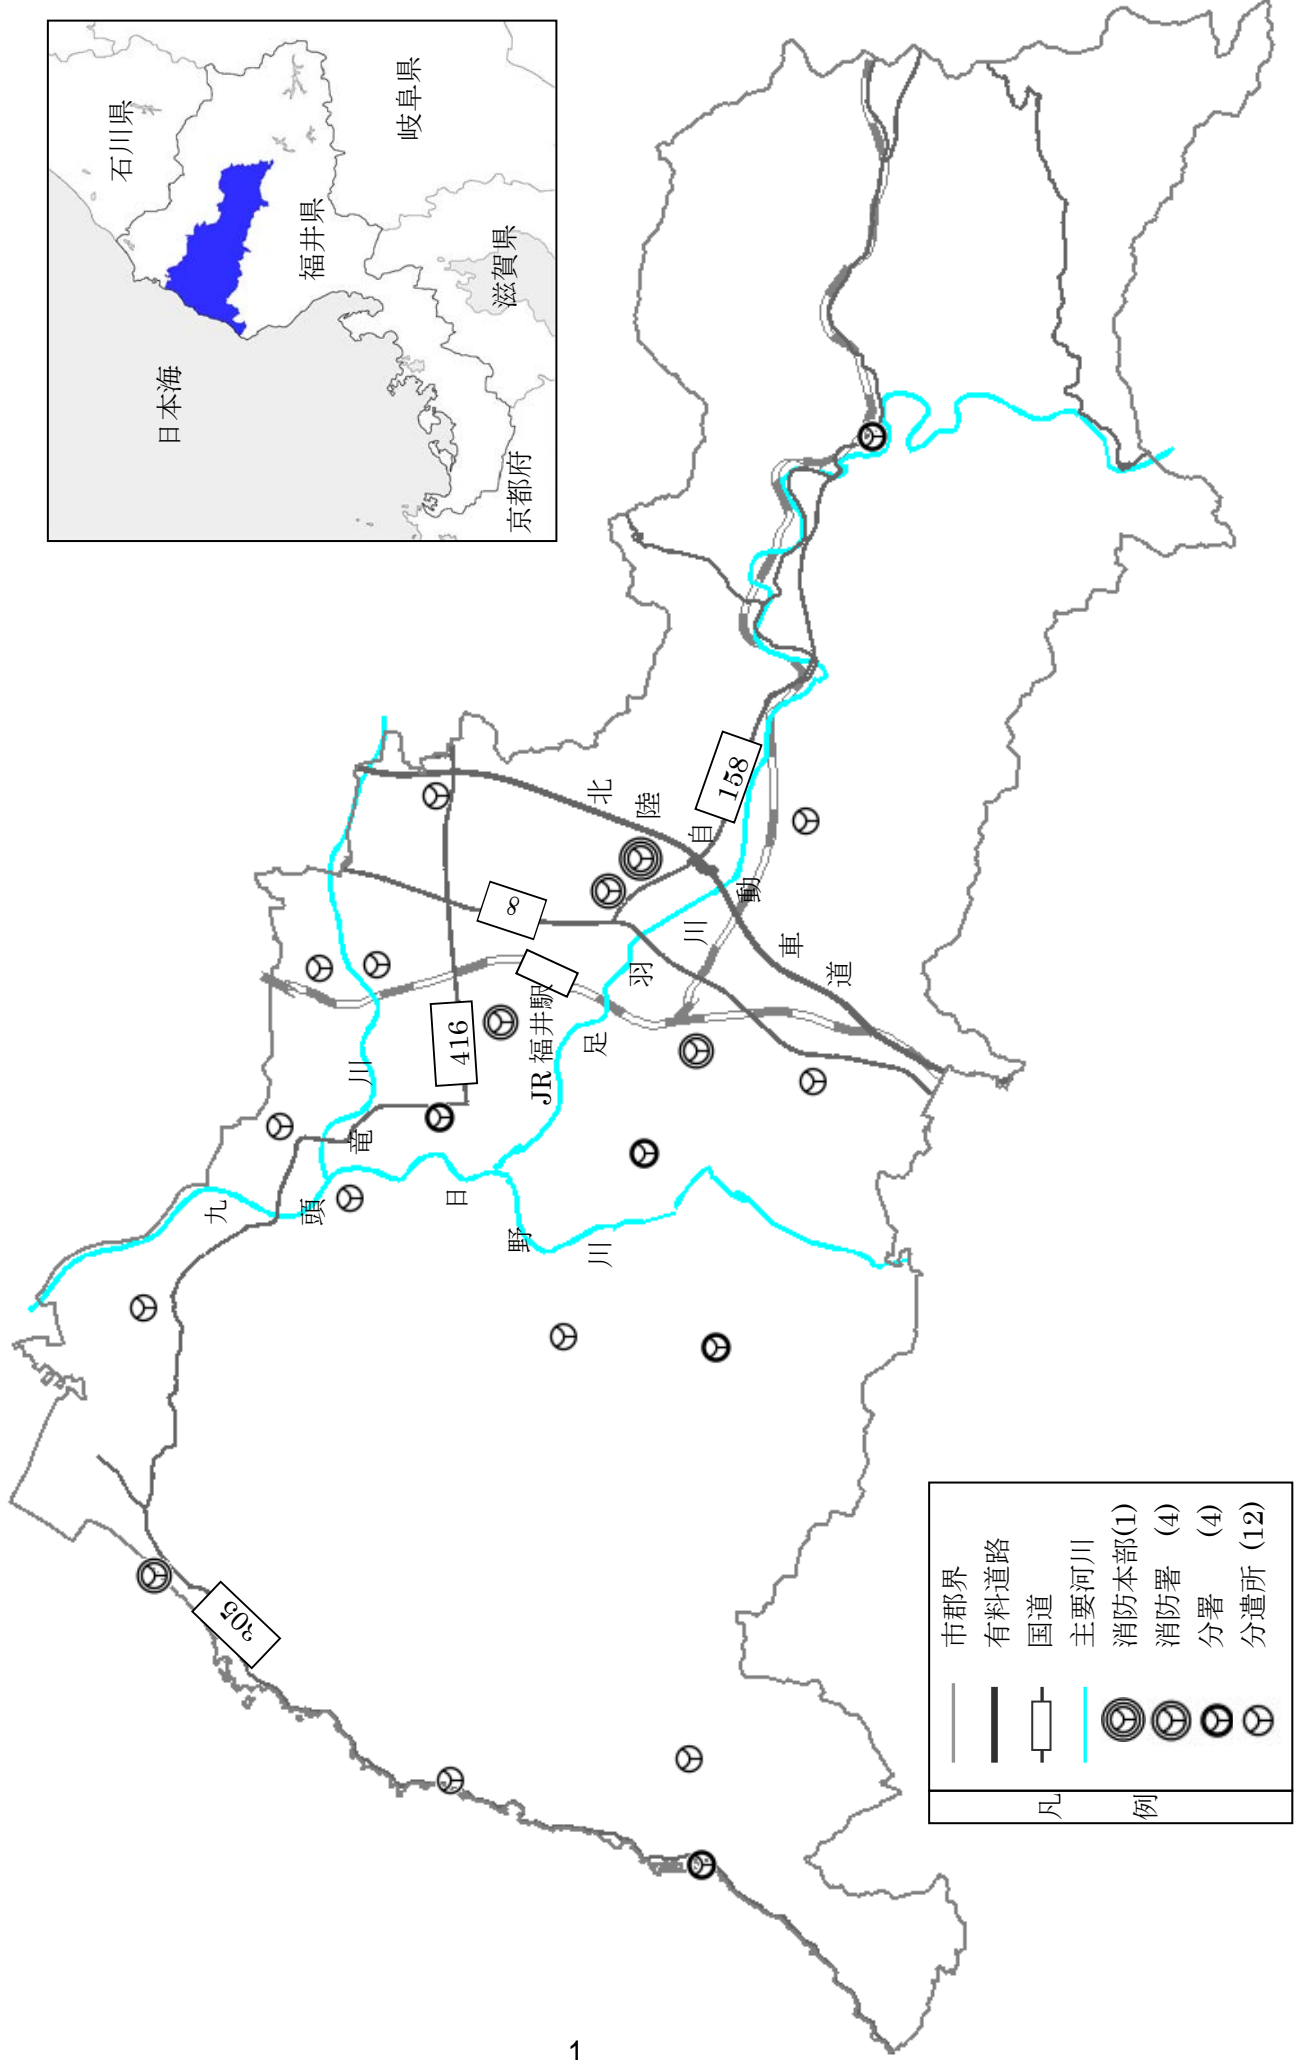 石川県
日本海
福井県
岐阜県
滋賀県
京都府
305
九頭竜川
416
日野川
JR 福井駅
8
足羽川
北陸自動車道
158
凡例
市郡界
有料道路
国道
主要河川
消防本部(1)
消防署 (4)
分署 (4)
分遣所 (12)
1